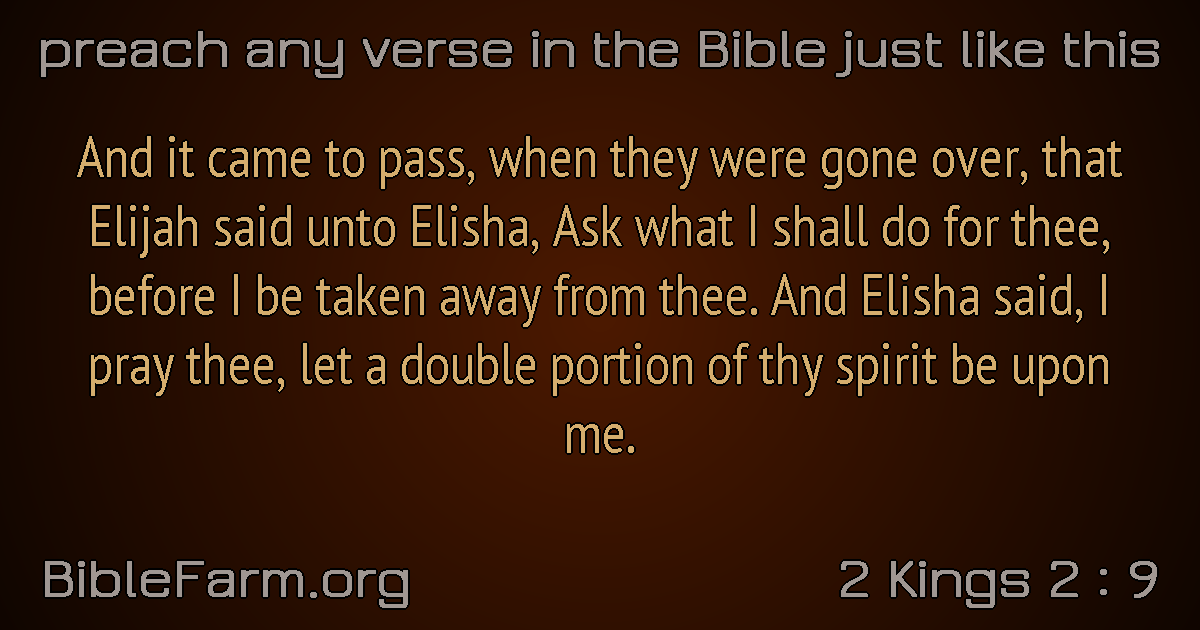 preach any verse in the Bible just like this
And it came to pass, when they were gone over, that
Elijah said unto Elisha, Ask what I shall do for thee,
before I be taken away from thee. And Elisha said, I
pray thee, let a double portion of thy spirit be upon
me.
BibleFarm.org
2 Kings 2 : 9